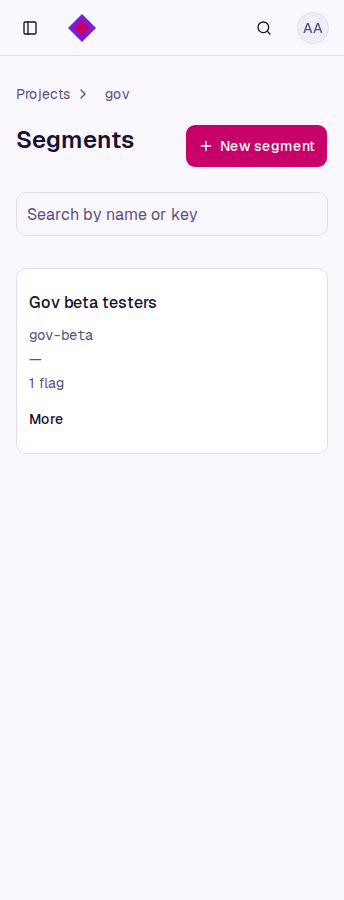 AA
Projects > gov
Segments
+ New segment
Search by name or key
Gov beta testers
gov-beta
—
1 flag
More